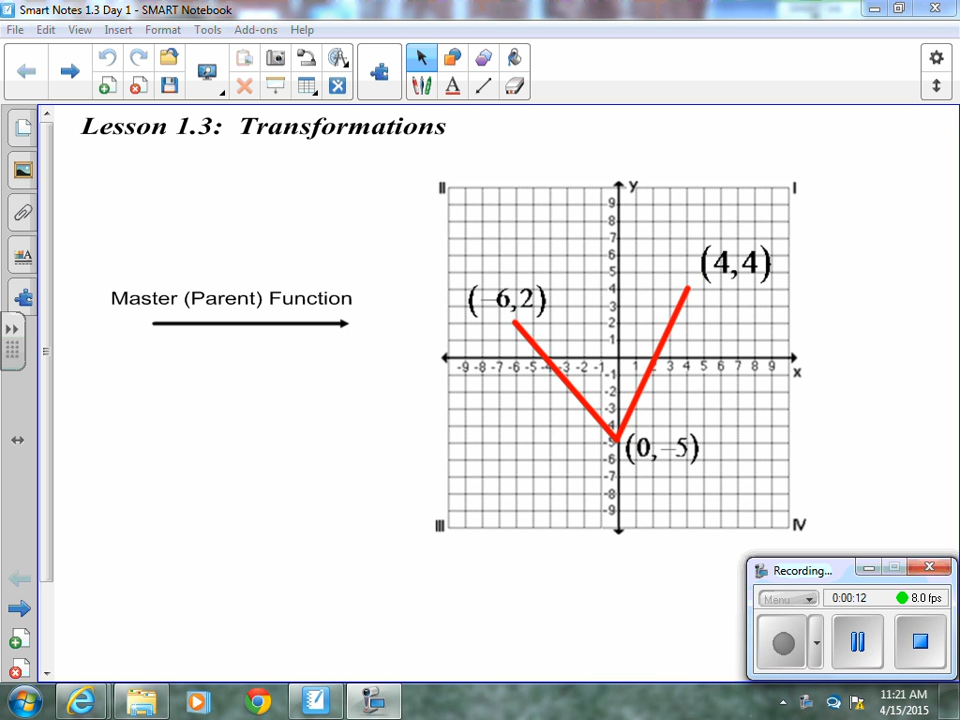 Smart Notes 1.3 Day 1 - SMART Notebook
File Edit View Insert Format Tools Add-ons Help
Lesson 1.3: Transformations
II y I
9
8
7
6
5
4
3
2
1
(4,4)
(−6,2)
Master (Parent) Function
-9 -8 -7 -6 -5 -4 -3 -2 -1 1 2 3 4 5 6 7 8 9 x
-1
-2
-3
-4
-5
-6
-7
-8
-9
(0,−5)
III IV
Recording...
Menu 0:00:12 8.0 fps
11:21 AM
4/15/2015